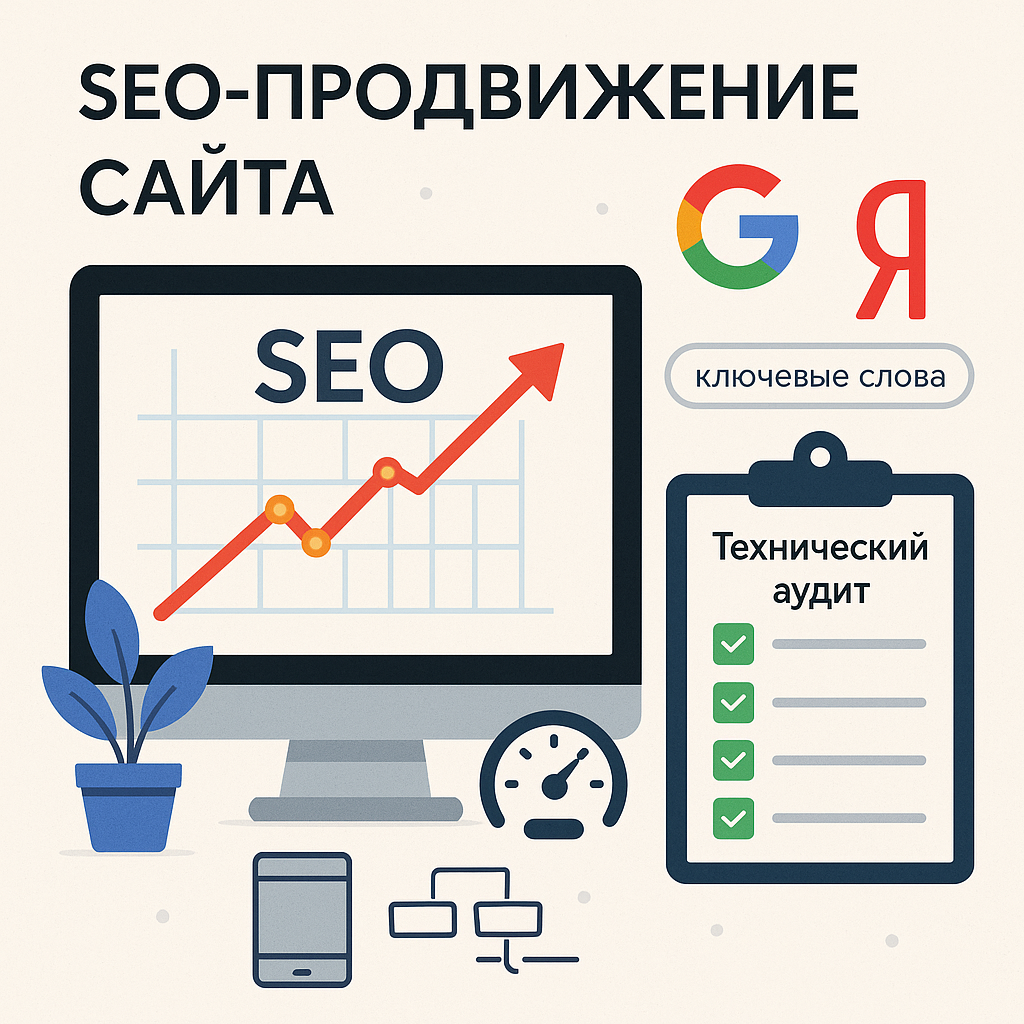 SEO-ПРОДВИЖЕНИЕ
САЙТА
G Я
ключевые слова
SEO
Технический
аудит